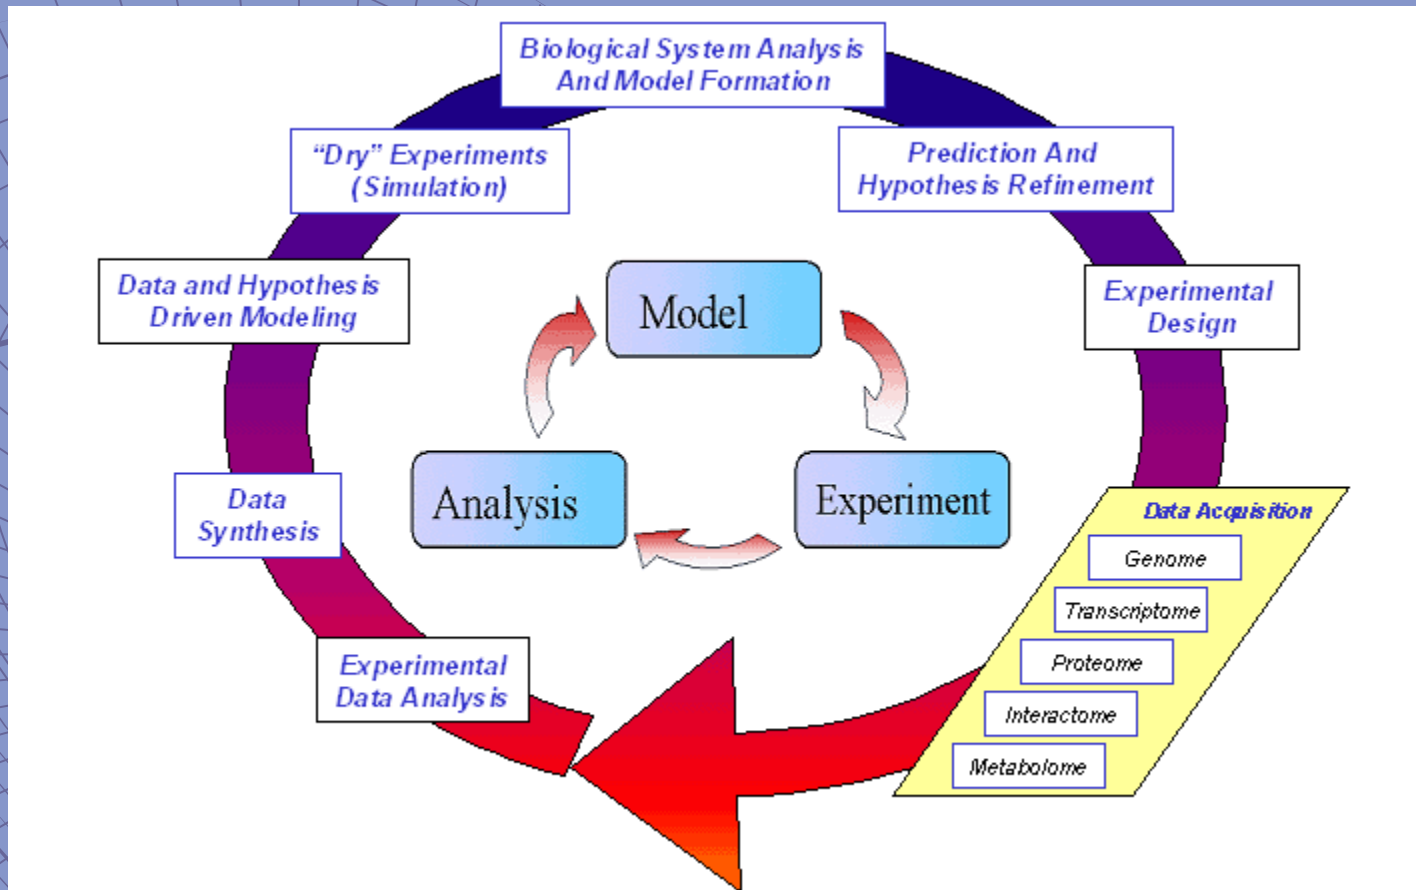 Biological System Analysis
And Model Formation
“Dry” Experiments
(Simulation)
Prediction And
Hypothesis Refinement
Data and Hypothesis
Driven Modeling
Experimental
Design
Model
Analysis
Experiment
Data
Synthesis
Data Acquisition
Genome
Transcriptome
Proteome
Interactome
Metabolome
Experimental
Data Analysis